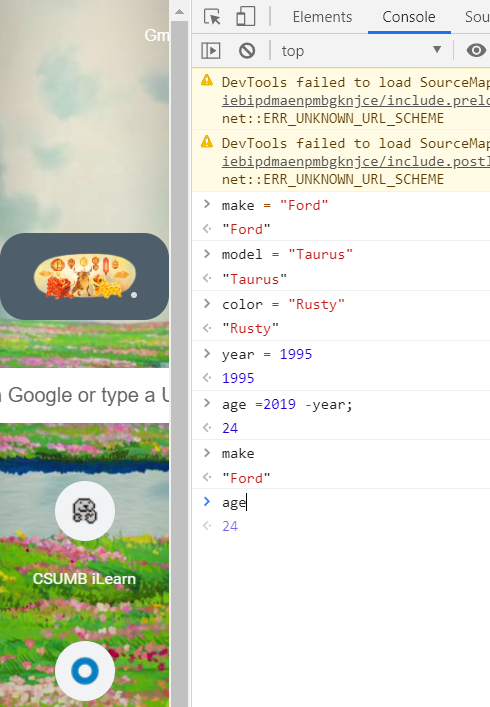 Gm
Google or type a U
CSUMB iLearn
Elements Console Sou
top
DevTools failed to load SourceMap
iebipdmaenpmbgknjce/include.prelo
net::ERR_UNKNOWN_URL_SCHEME
DevTools failed to load SourceMap
iebipdmaenpmbgknjce/include.postl
net::ERR_UNKNOWN_URL_SCHEME
make = "Ford"
"Ford"
model = "Taurus"
"Taurus"
color = "Rusty"
"Rusty"
year = 1995
1995
age =2019 -year;
24
make
"Ford"
age
24